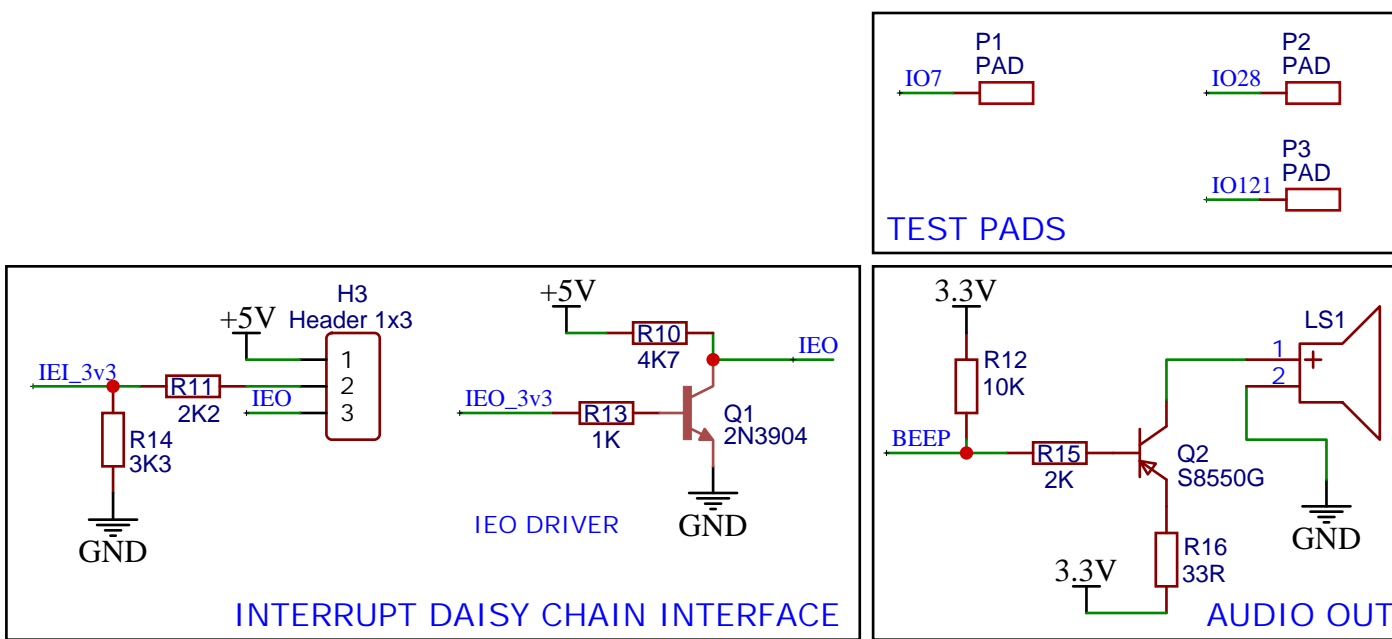 P1
PAD
IO7
P2
PAD
IO28
P3
PAD
IO121
TEST PADS
+5V
H3
Header 1x3
1
2
3
IEI_3v3
R11
2K2
IEO
R14
3K3
GND
+5V
R10
4K7
IEO
IEO_3v3
R13
1K
Q1
2N3904
GND
IEO DRIVER
INTERRUPT DAISY CHAIN INTERFACE
3.3V
R12
10K
BEEP
R15
2K
Q2
S8550G
LS1
1
2
+
GND
R16
33R
3.3V
AUDIO OUT